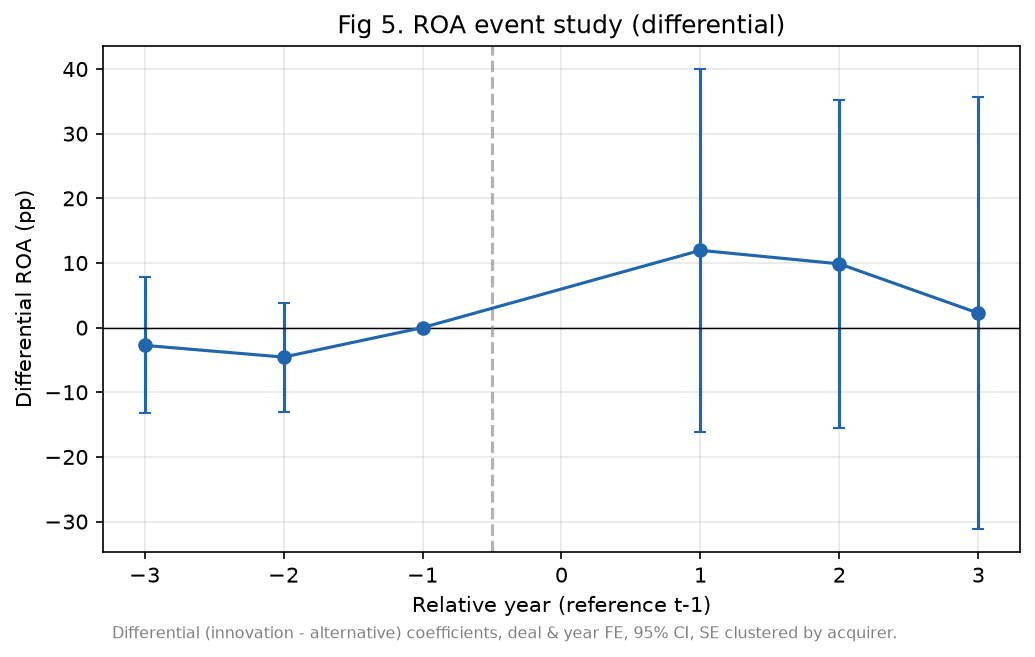 Fig 5. ROA event study (differential)
Differential ROA (pp)
40
30
20
10
0
−10
−20
−30
−3 −2 −1 0 1 2 3
Relative year (reference t-1)
Differential (innovation - alternative) coefficients, deal & year FE, 95% CI, SE clustered by acquirer.